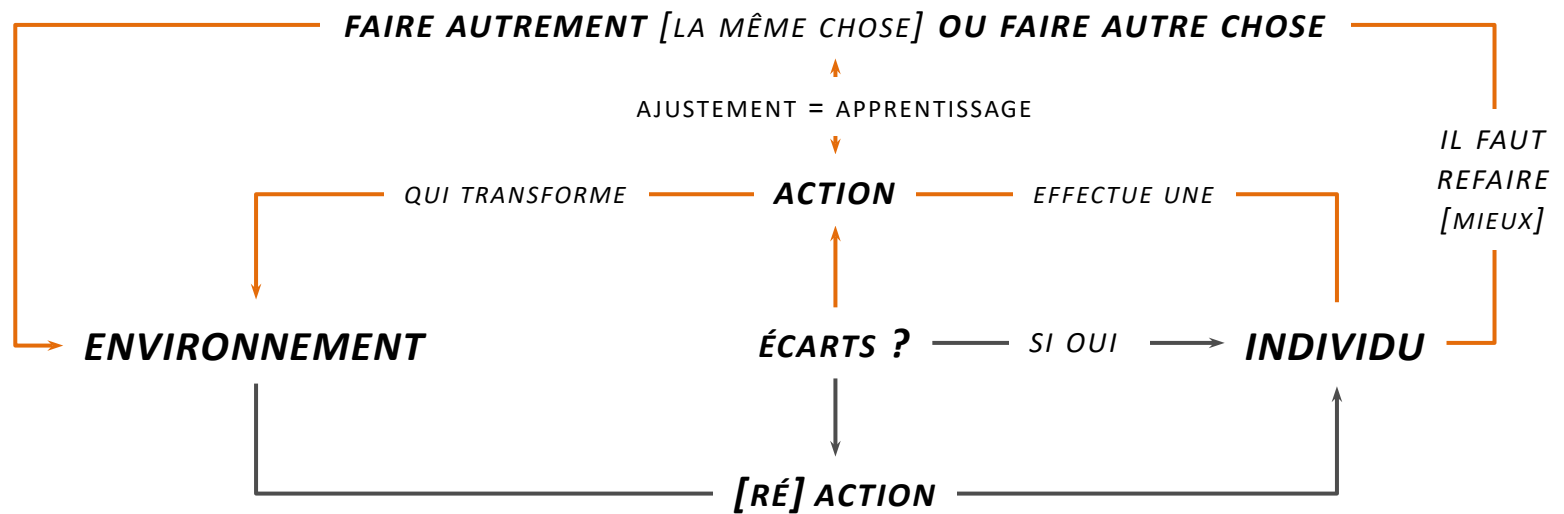 FAIRE AUTREMENT [LA MÊME CHOSE] OU FAIRE AUTRE CHOSE
AJUSTEMENT = APPRENTISSAGE
IL FAUT
REFAIRE
[MIEUX]
QUI TRANSFORME
ACTION
EFFECTUE UNE
ENVIRONNEMENT
ÉCARTS ?
SI OUI
INDIVIDU
[RÉ] ACTION